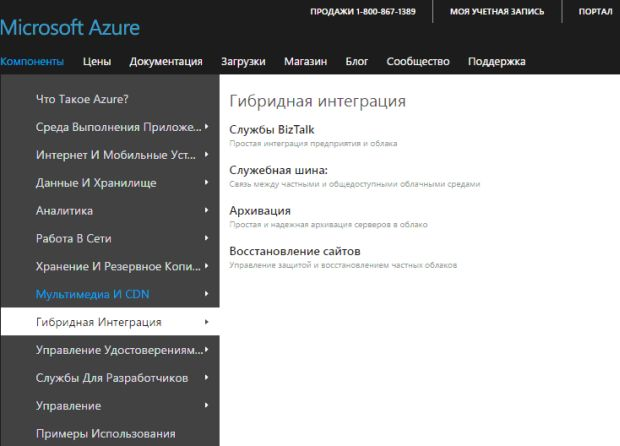 ПРОДАЖИ 1-800-867-1389 МОЯ УЧЕТНАЯ ЗАПИСЬ ПОРТАЛ
Microsoft Azure
Компоненты Цены Документация Загрузки Магазин Блог Сообщество Поддержка
Что Такое Azure?
Среда Выполнения Приложе...
Интернет И Мобильные Уст...
Данные И Хранилище
Аналитика
Работа В Сети
Хранение И Резервное Копи...
Мультимедиа И CDN
Гибридная Интеграция
Управление Удостоверениям...
Службы Для Разработчиков
Управление
Примеры Использования
Гибридная интеграция
Службы BizTalk
Простая интеграция предприятия и облака
Служебная шина:
Связь между частными и общедоступными облачными средами
Архивация
Простая и надежная архивация серверов в облако
Восстановление сайтов
Управление защитой и восстановлением частных облаков